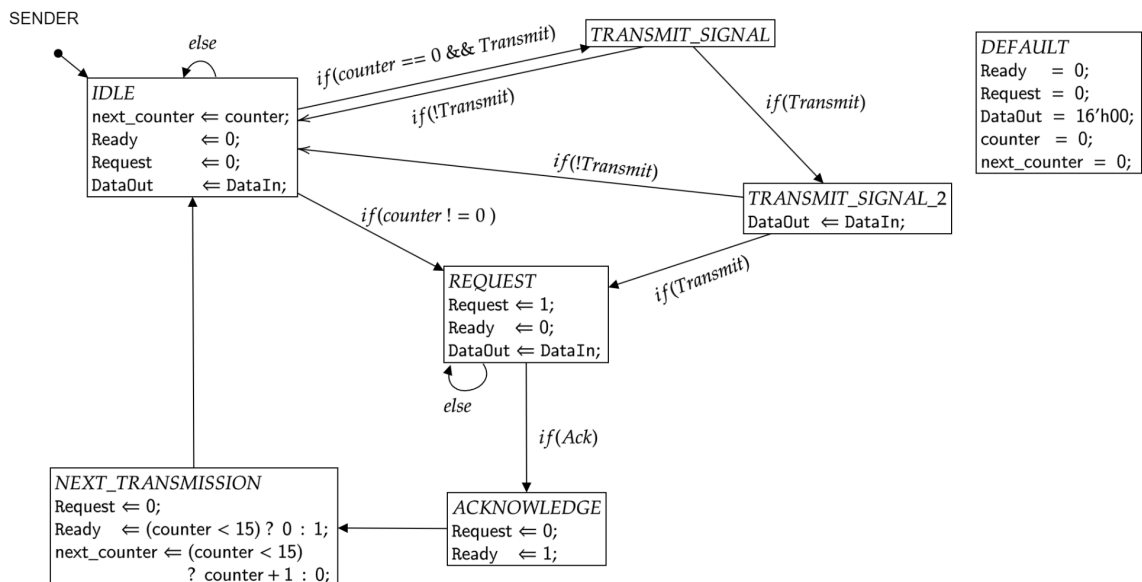 SENDER
else
if(counter == 0 && Transmit)
TRANSMIT_SIGNAL
DEFAULT
Ready = 0;
Request = 0;
DataOut = 16'h00;
counter = 0;
next_counter = 0;
IDLE
next_counter ⇐ counter;
Ready ⇐ 0;
Request ⇐ 0;
DataOut ⇐ DataIn;
if(!Transmit)
if(Transmit)
if(!Transmit)
TRANSMIT_SIGNAL_2
DataOut ⇐ DataIn;
if(counter != 0 )
if(Transmit)
REQUEST
Request ⇐ 1;
Ready ⇐ 0;
DataOut ⇐ DataIn;
else
if(Ack)
NEXT_TRANSMISSION
Request ⇐ 0;
Ready ⇐ (counter < 15) ? 0 : 1;
next_counter ⇐ (counter < 15)
? counter + 1 : 0;
ACKNOWLEDGE
Request ⇐ 0;
Ready ⇐ 1;